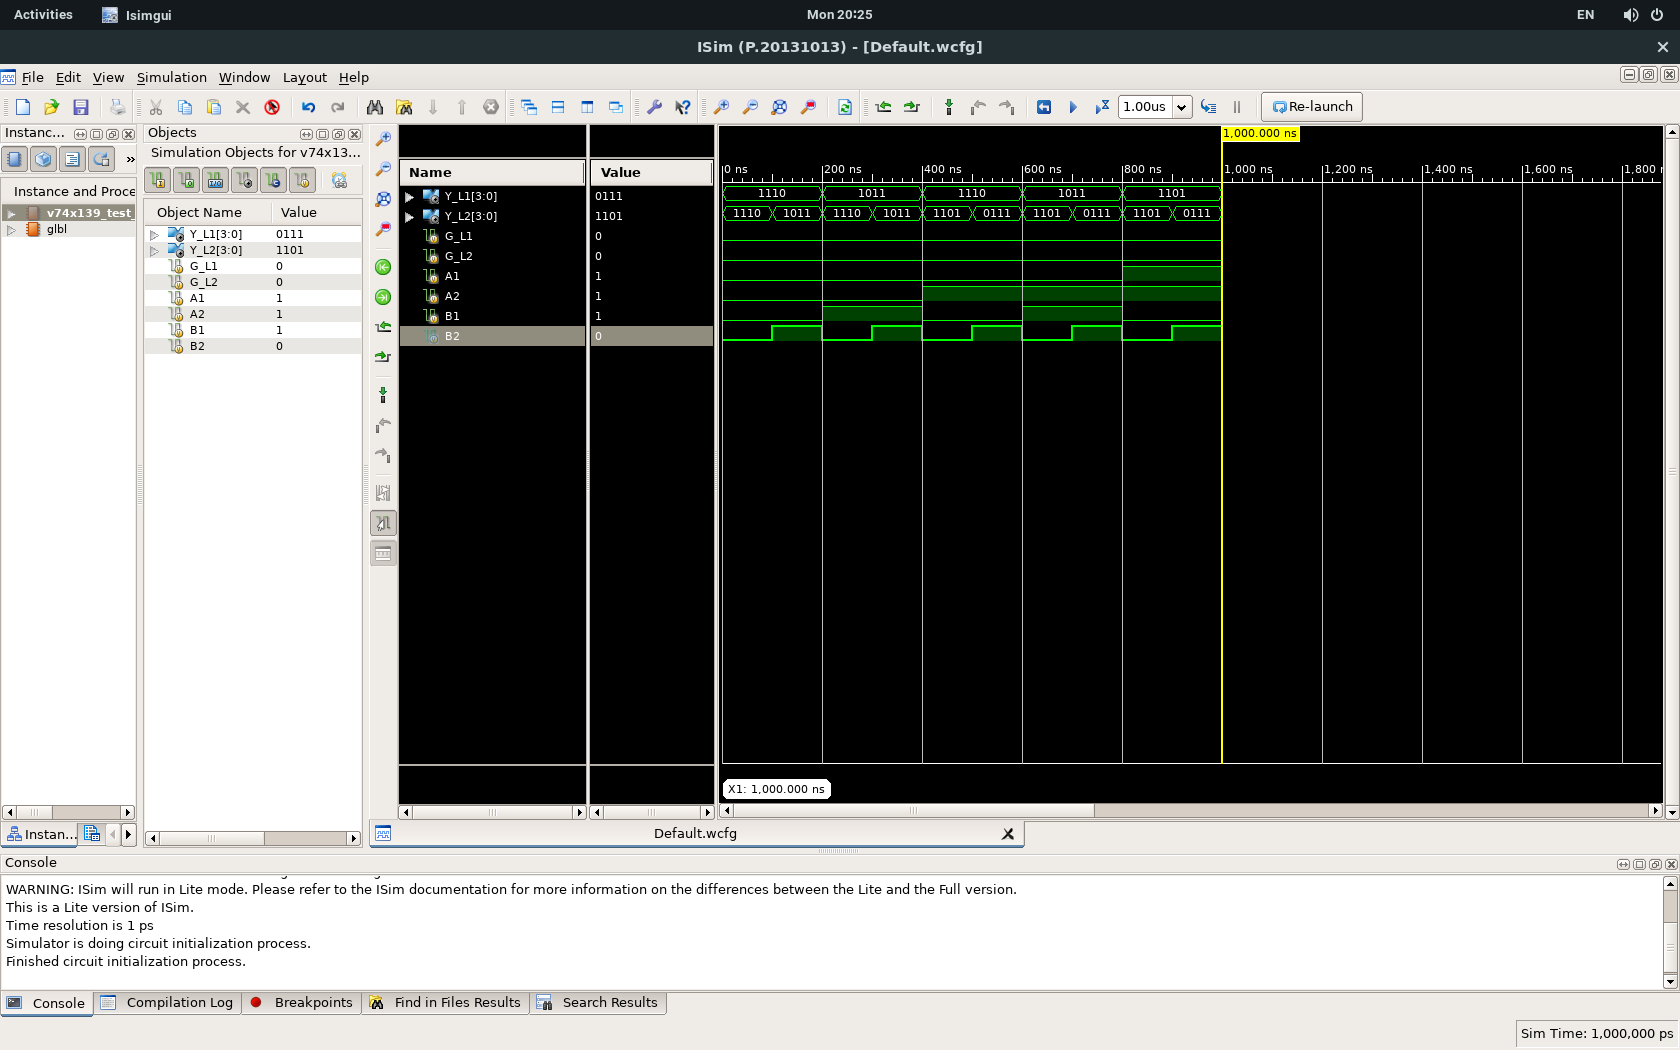 Activities
Isimgui
Mon 20:25
EN
ISim (P.20131013) - [Default.wcfg]
File Edit View Simulation Window Layout Help
1.00us
Re-launch
Instanc...
Instance and Proce
v74x139_test_
glbl
Instan...
Objects
Simulation Objects for v74x13...
Object Name Value
Y_L1[3:0] 0111
Y_L2[3:0] 1101
G_L1 0
G_L2 0
A1 1
A2 1
B1 1
B2 0
Name Value
Y_L1[3:0] 0111
Y_L2[3:0] 1101
G_L1 0
G_L2 0
A1 1
A2 1
B1 1
B2 0
1,000.000 ns
0 ns 200 ns 400 ns 600 ns 800 ns 1,000 ns 1,200 ns 1,400 ns 1,600 ns 1,800
1110 1011 1110 1011 1101
1110 1011 1110 1011 1101 0111 1101 0111 1101 0111
X1: 1,000.000 ns
Default.wcfg
Console
WARNING: ISim will run in Lite mode. Please refer to the ISim documentation for more information on the differences between the Lite and the Full version.
This is a Lite version of ISim.
Time resolution is 1 ps
Simulator is doing circuit initialization process.
Finished circuit initialization process.
Console Compilation Log Breakpoints Find in Files Results Search Results
Sim Time: 1,000,000 ps